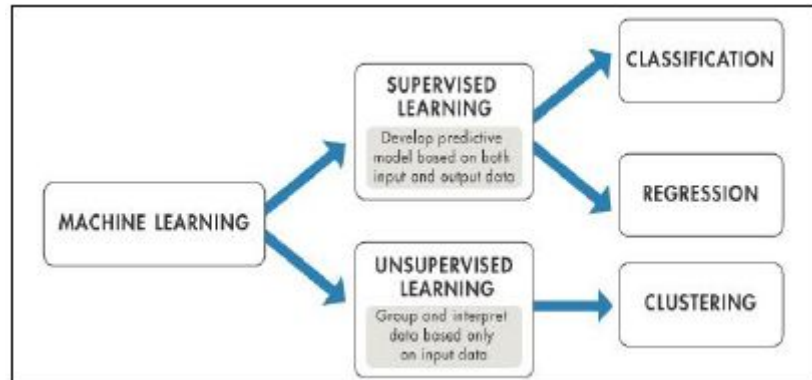 MACHINE LEARNING
SUPERVISED
LEARNING
Develop predictive
model based on both
input and output data
UNSUPERVISED
LEARNING
Group and interpret
data based only
on input data
CLASSIFICATION
REGRESSION
CLUSTERING